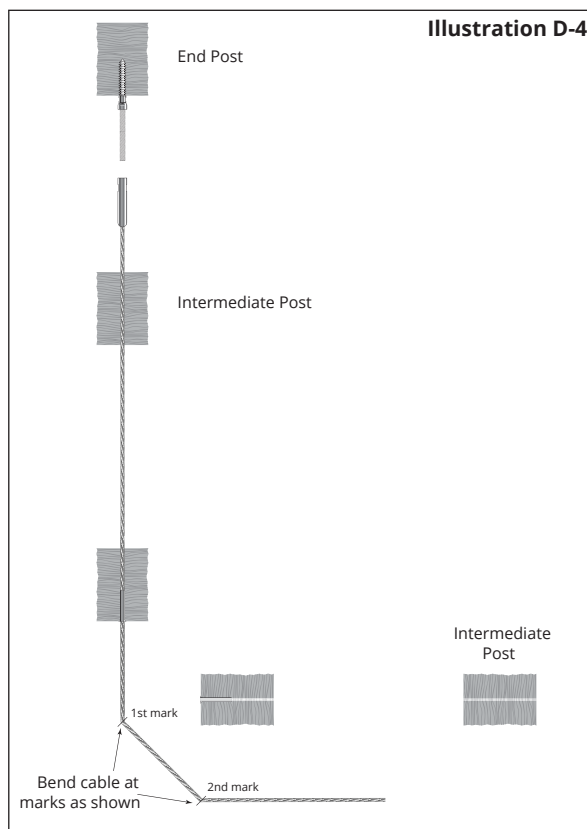 Illustration D-4
End Post
Intermediate Post
Intermediate
Post
1st mark
Bend cable at
marks as shown
2nd mark